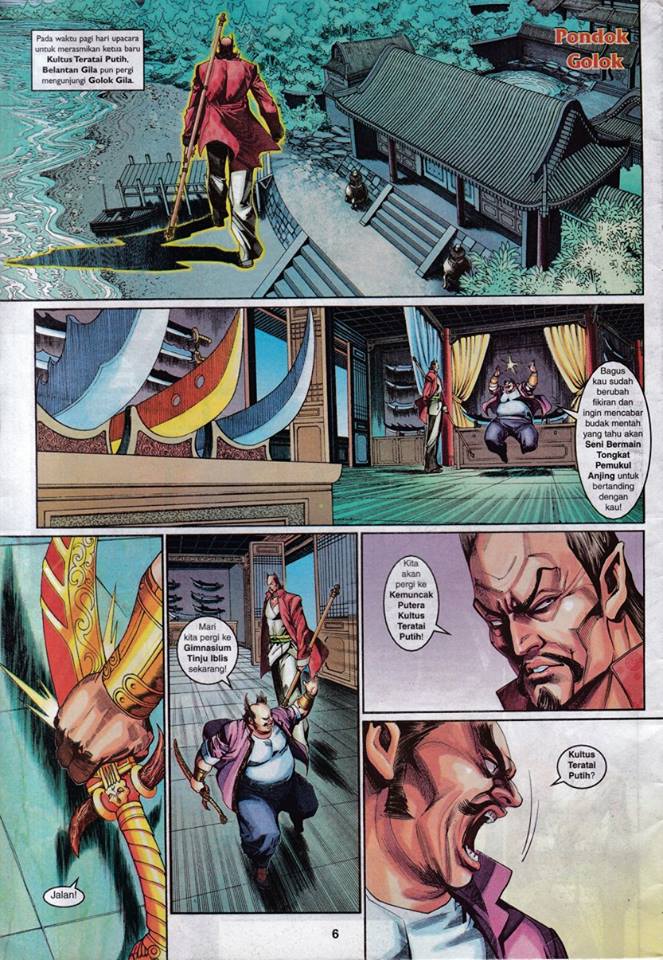 Pada waktu pagi hari upacara
untuk merasmikan ketua baru
Kultus Teratai Putih,
Belantan Gila pun pergi
mengunjungi Golok Gila.
Pondok
Golok
Bagus
kau sudah
berubah
fikiran dan
ingin mencabar
budak mentah
yang tahu akan
Seni Bermain
Tongkat
Pemukul
Anjing untuk
bertanding
dengan
kau!
Jalan!
Mari
kita pergi ke
Gimnasium
Tinju Iblis
sekarang!
Kita
akan
pergi ke
Kemuncak
Putera
Kultus
Teratai
Putih!
Kultus
Teratai
Putih?
6